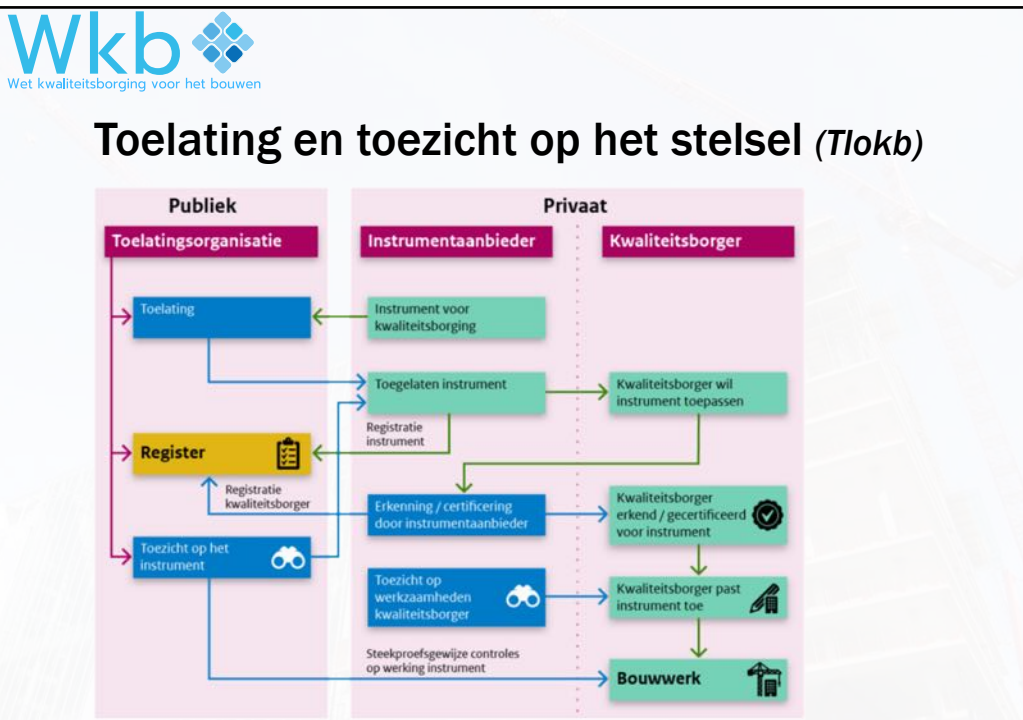 Wkb
Wet kwaliteitsborging voor het bouwen
Toelating en toezicht op het stelsel (Tlokb)
Publiek
Privaat
Toelatingsorganisatie
Instrumentaanbieder
Kwaliteitsborger
Toelating
Instrument voor
kwaliteitsborging
Toegelaten instrument
Kwaliteitsborger wil
instrument toepassen
Registratie
instrument
Register
Registratie
kwaliteitsborger
Erkenning / certificering
door instrumentaanbieder
Kwaliteitsborger
erkend / gecertificeerd
voor instrument
Toezicht op het
instrument
Toezicht op
werkzaamheden
kwaliteitsborger
Kwaliteitsborger past
instrument toe
Steekproefsgewijze controles
op werking instrument
Bouwwerk